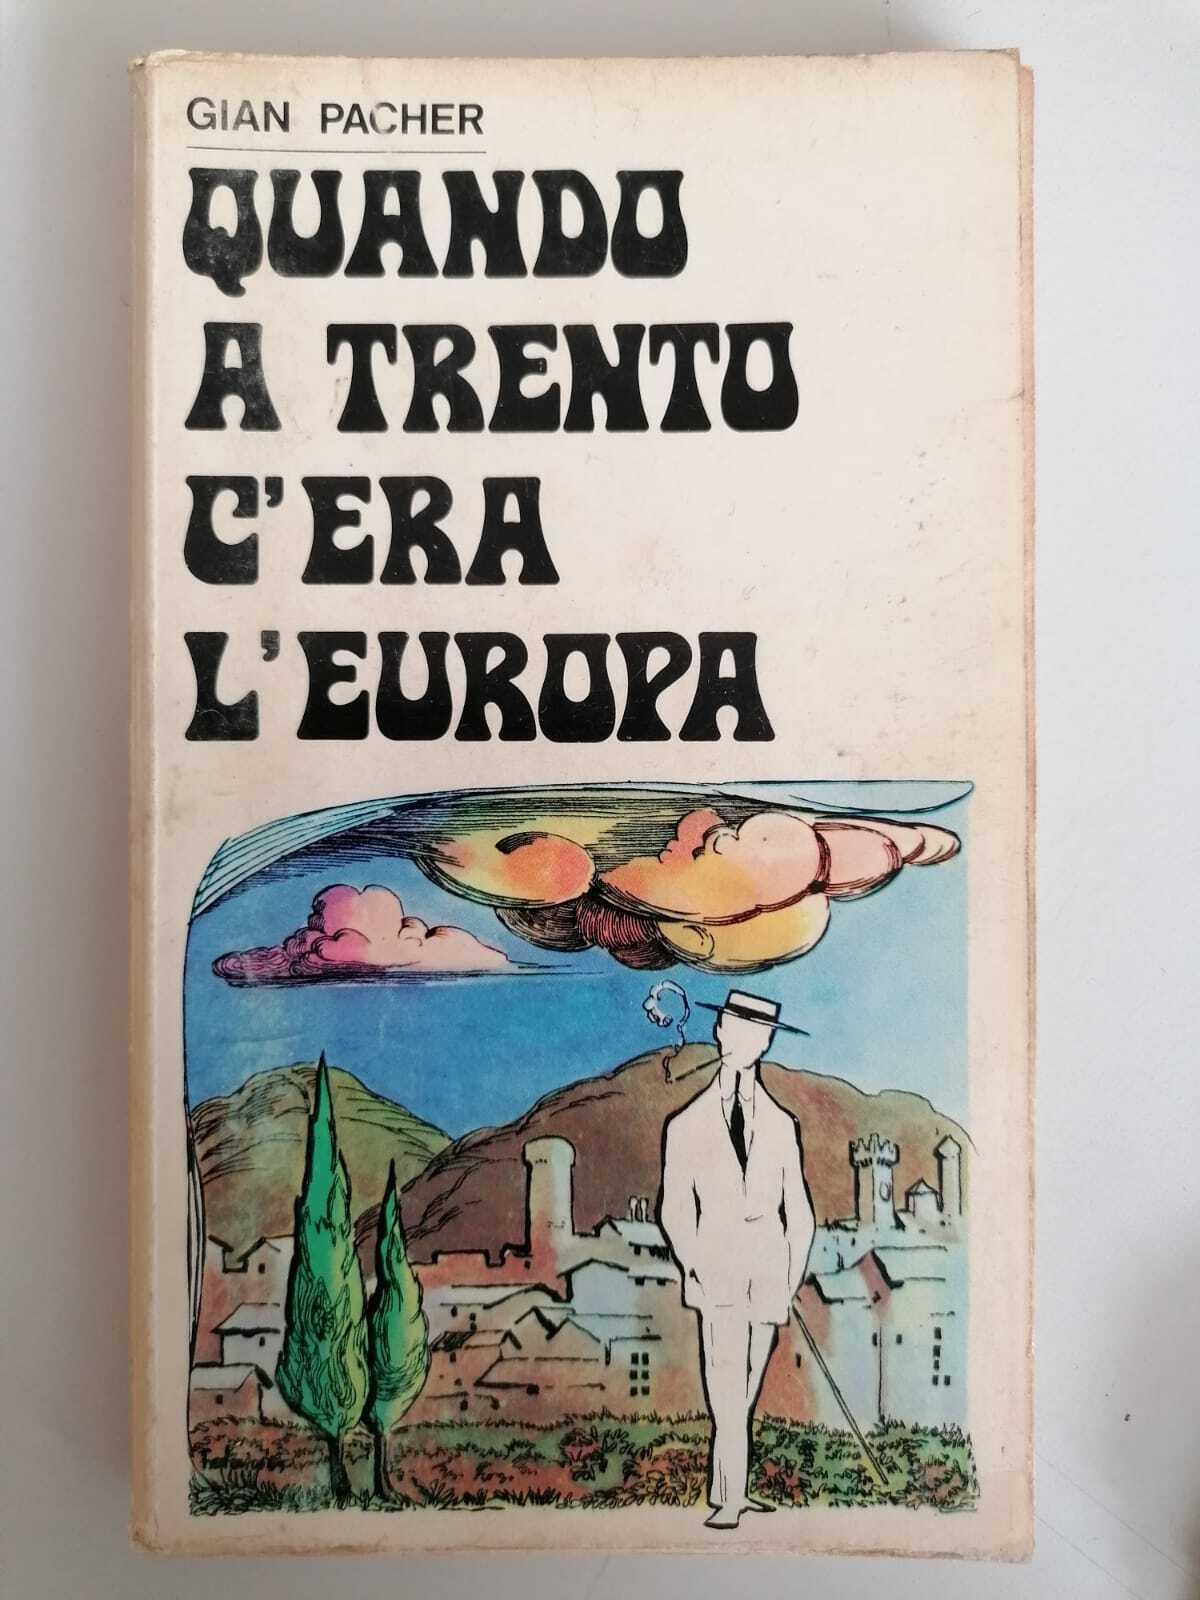 GIAN PACHER
QUANDO
A TRENTO
C'ERA
L'EUROPA